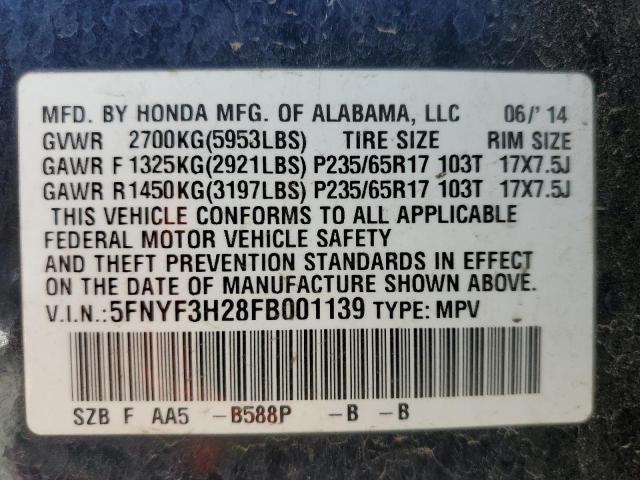 MFD. BY HONDA MFG. OF ALABAMA, LLC 06/'14
GVWR 2700KG(5953LBS) TIRE SIZE RIM SIZE
GAWR F 1325KG(2921LBS) P235/65R17 103T 17X7.5J
GAWR R1450KG(3197LBS) P235/65R17 103T 17X7.5J
THIS VEHICLE CONFORMS TO ALL APPLICABLE
FEDERAL MOTOR VEHICLE SAFETY
AND THEFT PREVENTION STANDARDS IN EFFECT
ON THE DATE OF MANUFACTURE SHOWN ABOVE.
V.I.N.:5FNYF3H28FB001139 TYPE: MPV
SZB F AA5 -B588P -B -B